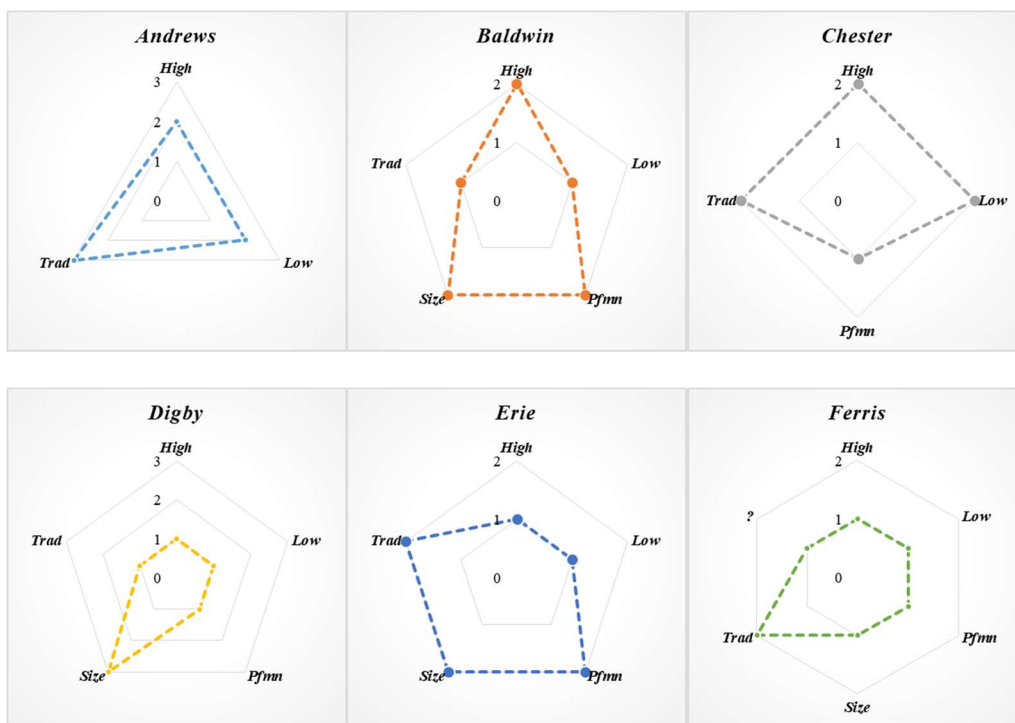 Andrews
High
3
2
1
0
Trad
Low
Baldwin
High
2
1
0
Trad
Low
Size
Pfmn
Chester
High
2
1
0
Trad
Low
Pfmn
Digby
High
3
2
1
0
Trad
Low
Size
Pfmn
Erie
High
2
1
0
Trad
Low
Size
Pfmn
Ferris
High
2
1
0
?
Low
Trad
Pfmn
Size